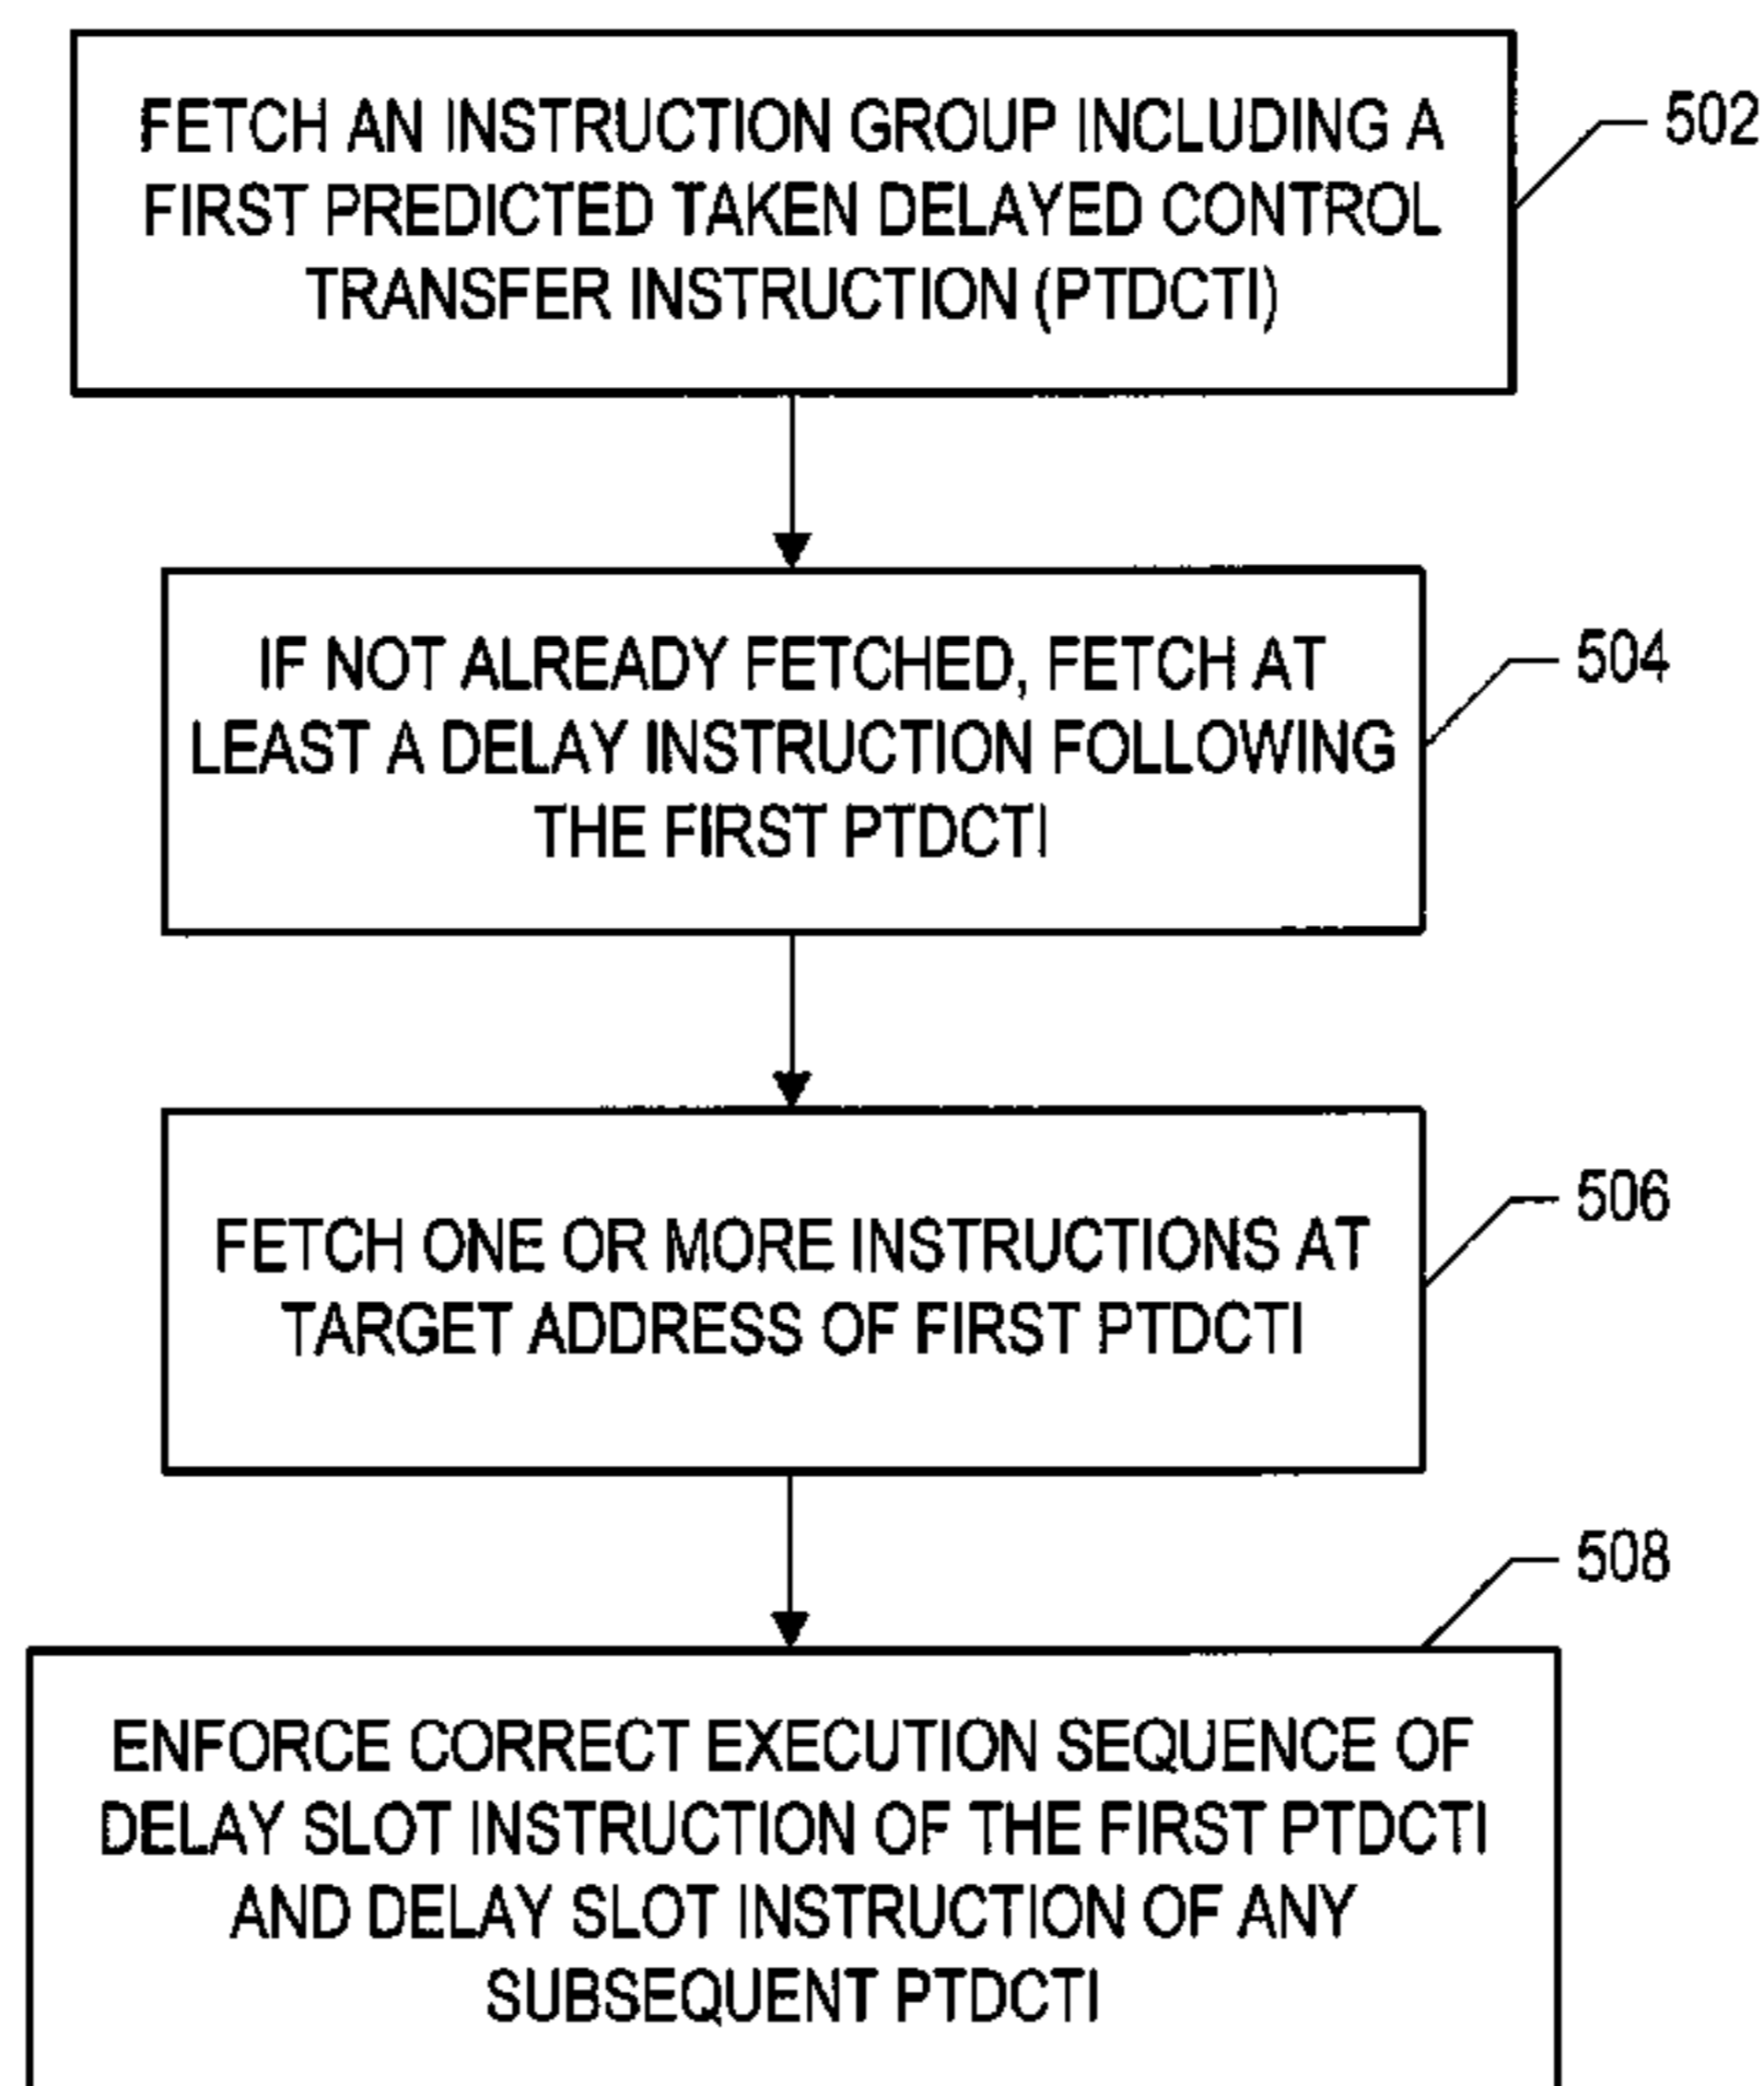 FETCH AN INSTRUCTION GROUP INCLUDING A
FIRST PREDICTED TAKEN DELAYED CONTROL
TRANSFER INSTRUCTION (PTDCTI)
502
IF NOT ALREADY FETCHED, FETCH AT
LEAST A DELAY INSTRUCTION FOLLOWING
THE FIRST PTDCTI
504
FETCH ONE OR MORE INSTRUCTIONS AT
TARGET ADDRESS OF FIRST PTDCTI
506
508
ENFORCE CORRECT EXECUTION SEQUENCE OF
DELAY SLOT INSTRUCTION OF THE FIRST PTDCTI
AND DELAY SLOT INSTRUCTION OF ANY
SUBSEQUENT PTDCTI